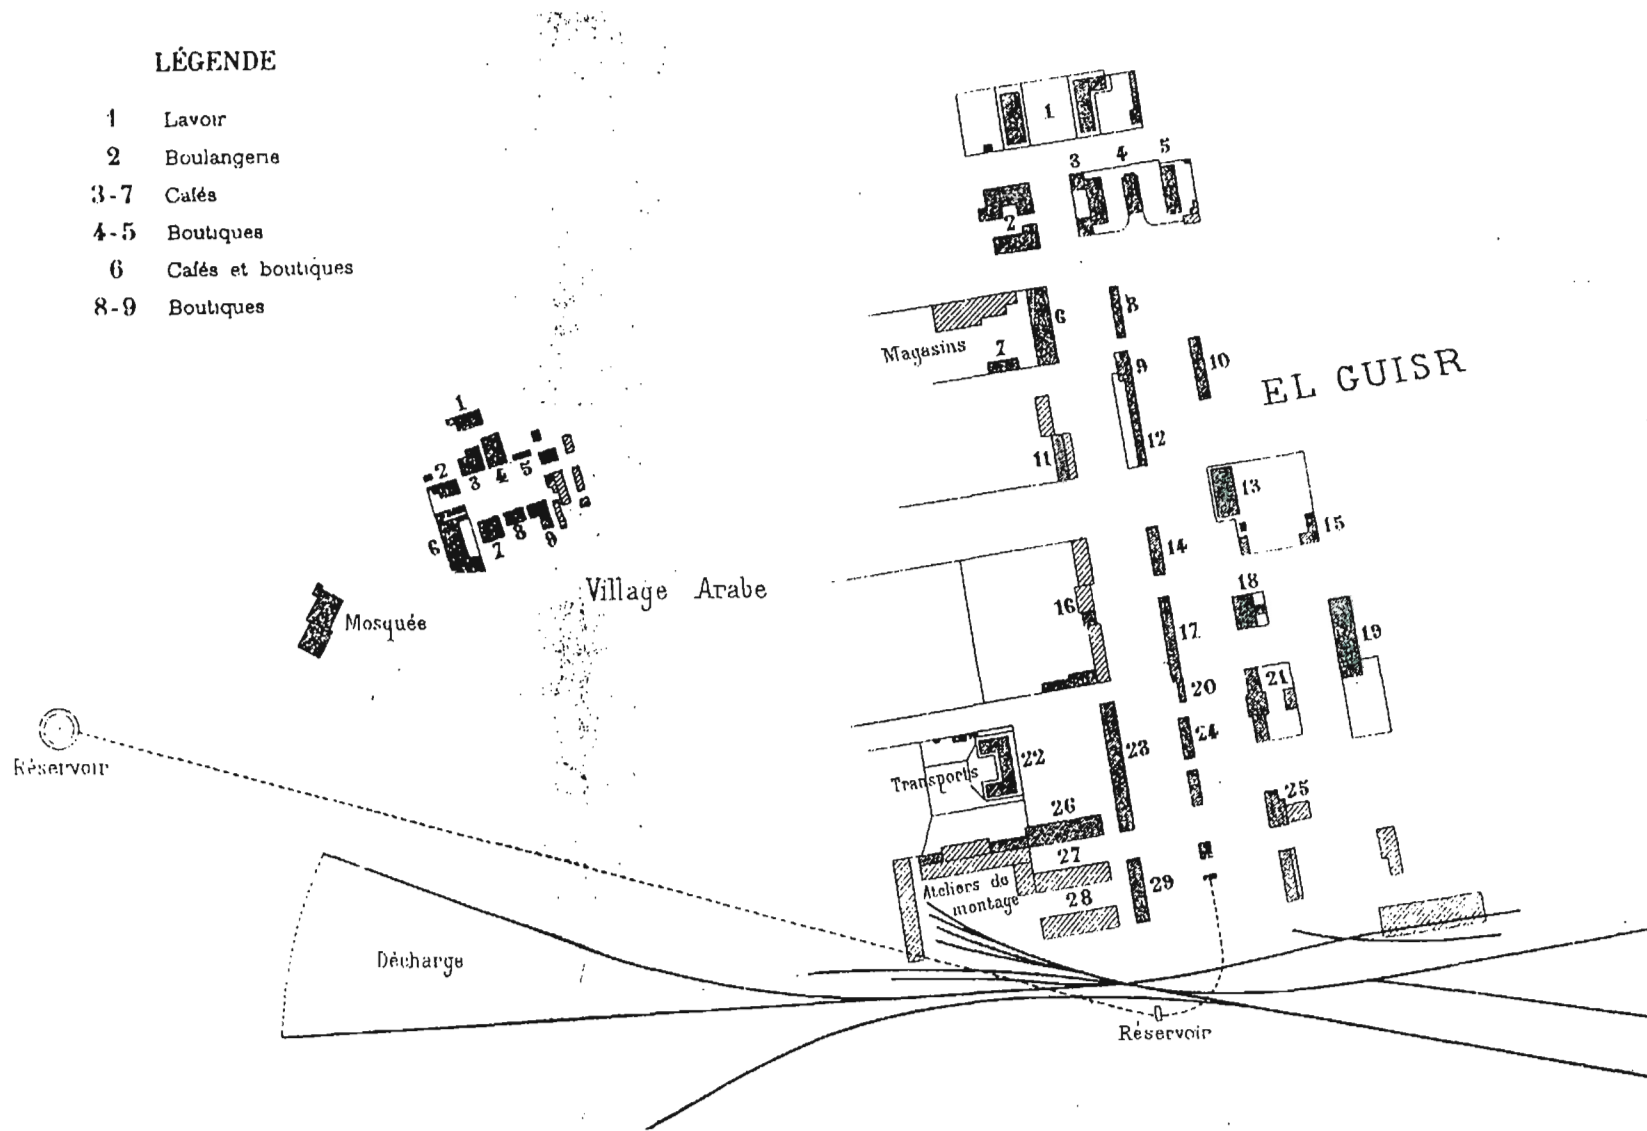 LÉGENDE
1 Lavoir
2 Boulangerie
3-7 Cafés
4-5 Boutiques
6 Cafés et boutiques
8-9 Boutiques
1
3 4 5
2
6 8
Magasins 7
9 10
EL GUISR
11 12
13
15
14
16 17 18 19
20 21
22 23 24
Transports
25
26
27
28 29
Ateliers de
montage
1
2 3 4 5
6 7 8 9
Village Arabe
Mosquée
Réservoir
Décharge
Réservoir